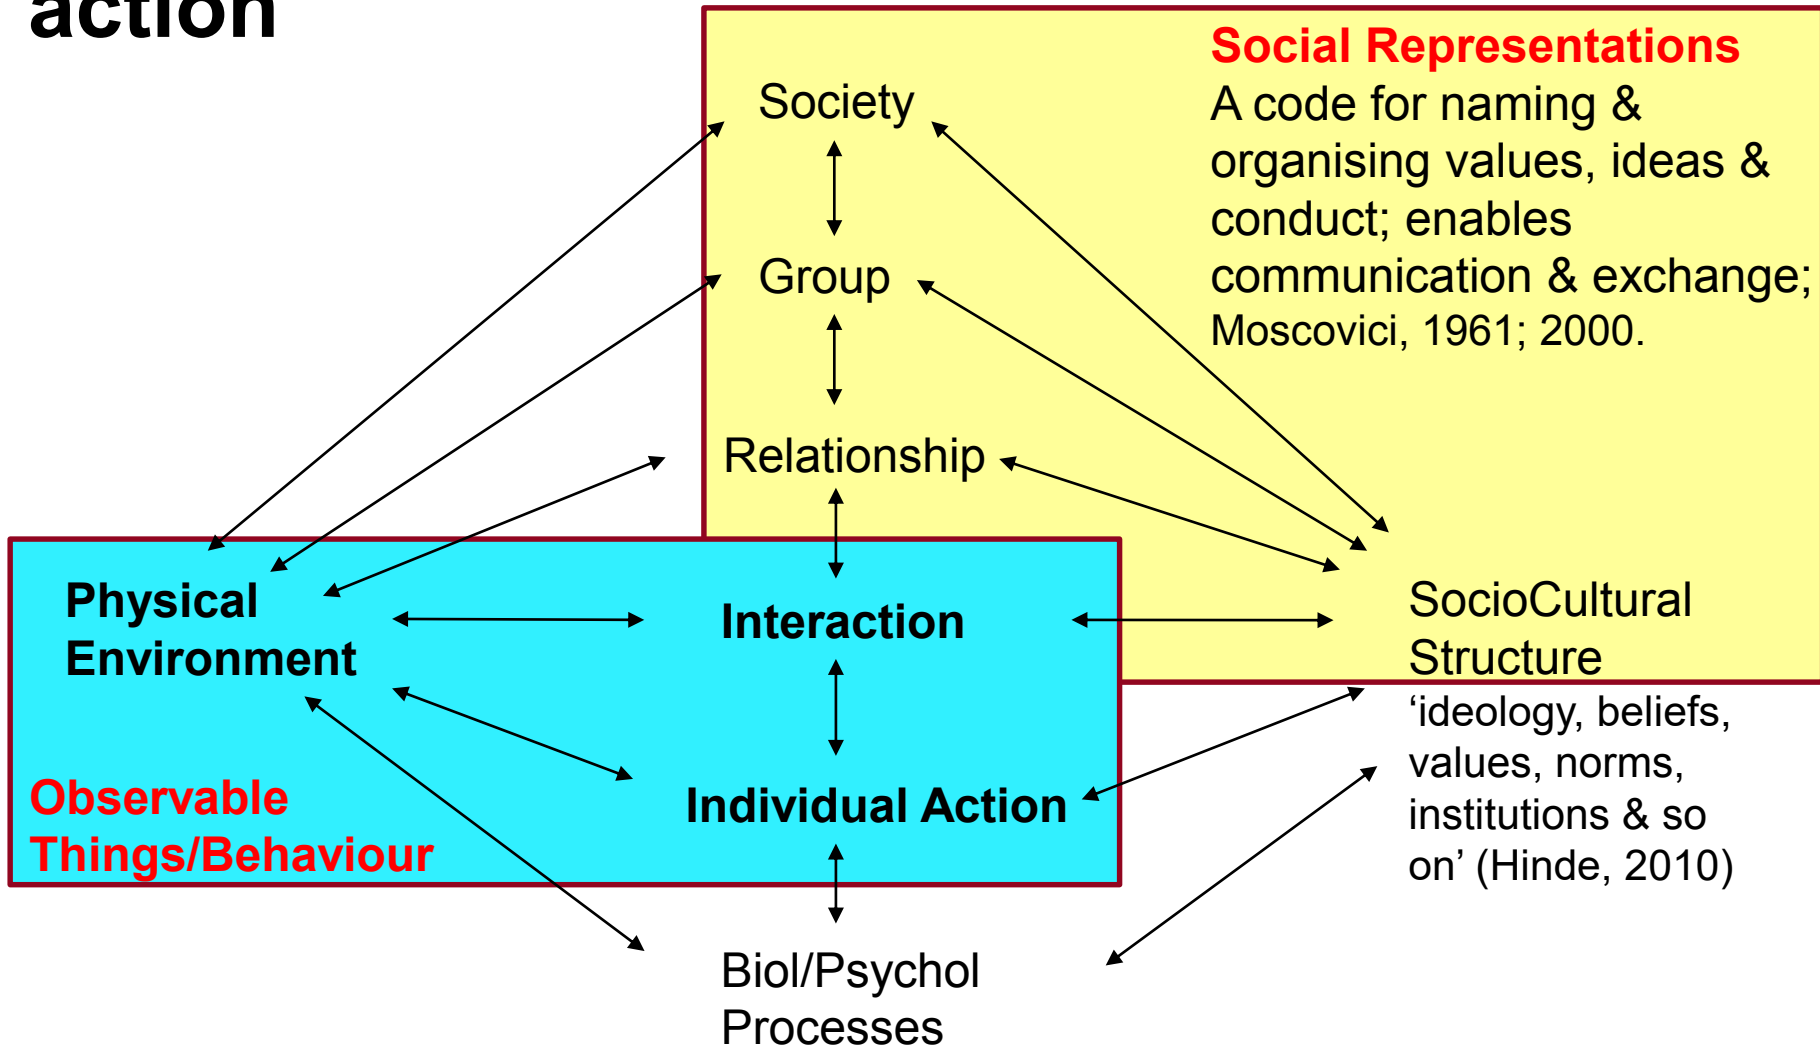 action
Social Representations
A code for naming &
organising values, ideas &
conduct; enables
communication & exchange;
Moscovici, 1961; 2000.
Society
Group
Relationship
Physical
Environment
Interaction
SocioCultural
Structure
‘ideology, beliefs,
values, norms,
institutions & so
on’ (Hinde, 2010)
Observable
Things/Behaviour
Individual Action
Biol/Psychol
Processes